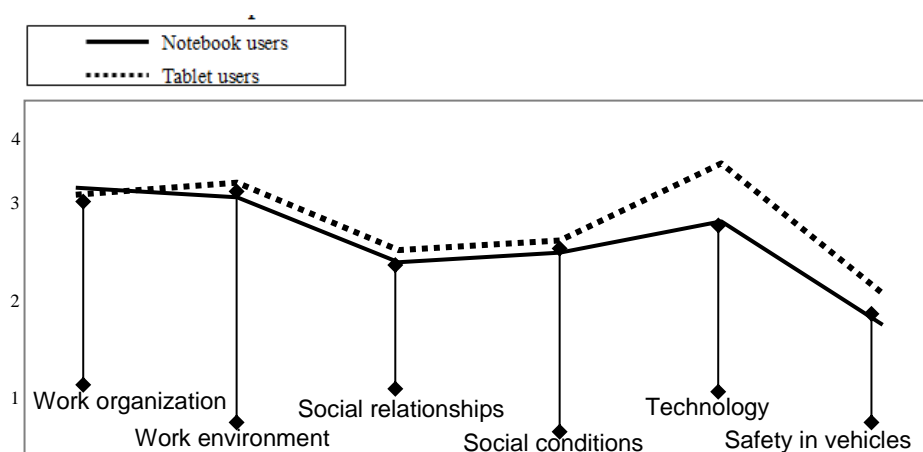 Notebook users
Tablet users
4
3
2
1
Work organization
Work environment
Social relationships
Social conditions
Technology
Safety in vehicles